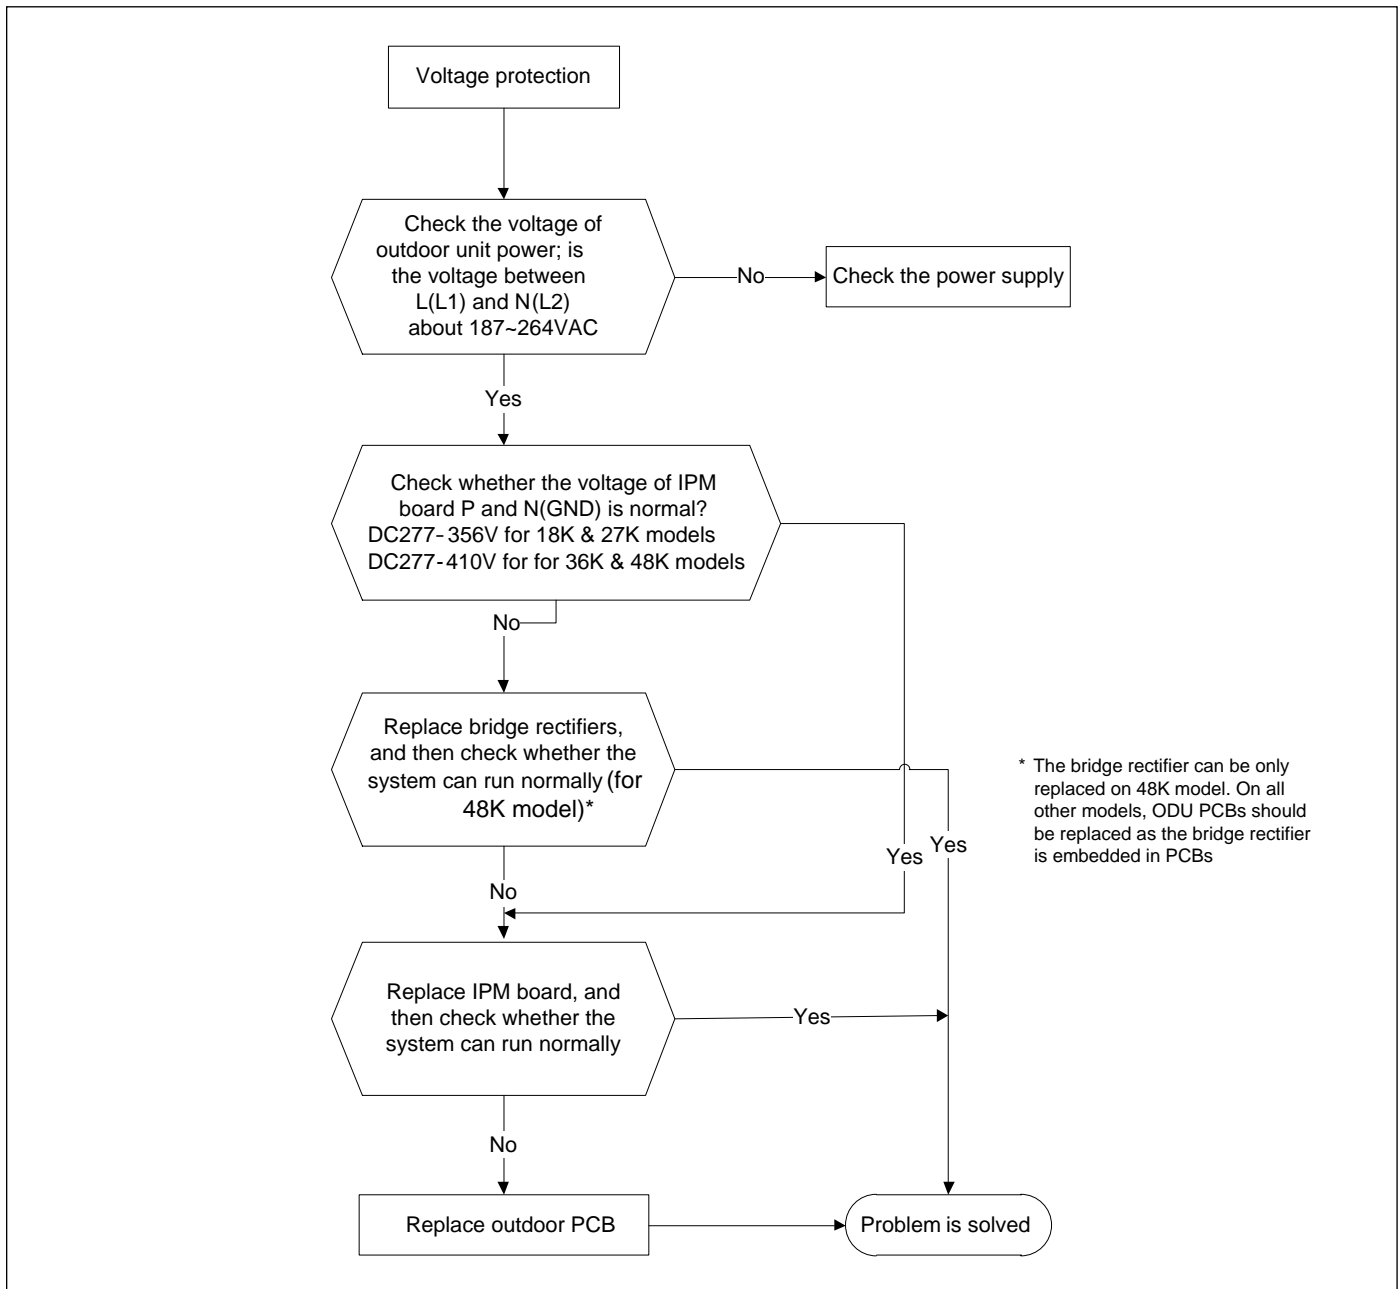 Voltage protection
Check the voltage of
outdoor unit power; is
the voltage between
L(L1) and N(L2)
about 187~264VAC
No
Check the power supply
Yes
Check whether the voltage of IPM
board P and N(GND) is normal?
DC277-356V for 18K & 27K models
DC277-410V for for 36K & 48K models
No
Replace bridge rectifiers,
and then check whether the
system can run normally (for
48K model)*
* The bridge rectifier can be only
replaced on 48K model. On all
other models, ODU PCBs should
be replaced as the bridge rectifier
is embedded in PCBs
Yes
Yes
No
Replace IPM board, and
then check whether the
system can run normally
Yes
No
Replace outdoor PCB
Problem is solved